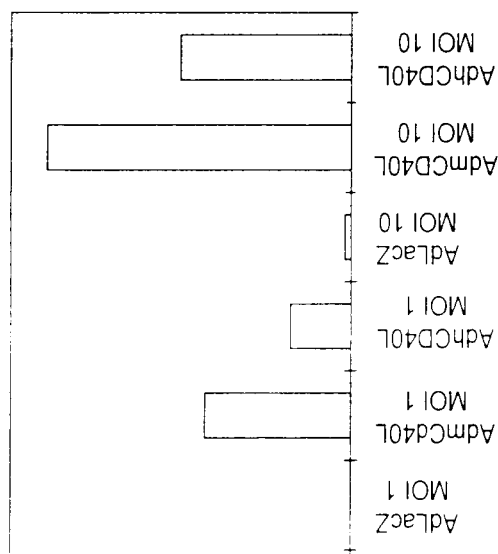 AdLacZ
MOI 1
AdmCd40L
MOI 1
AdhCD40L
MOI 1
AdLacZ
MOI 10
AdmCD40L
MOI 10
AdhCD40L
MOI 10